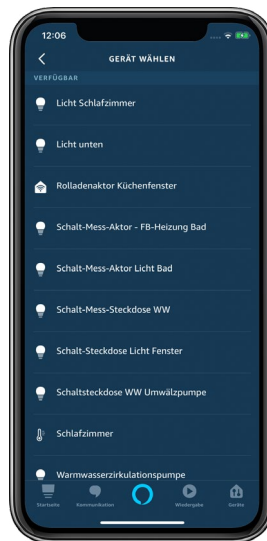 12:06
GERÄT WÄHLEN
VERFÜGBAR
Licht Schlafzimmer
Licht unten
Rolladenaktor Küchenfenster
Schalt-Mess-Aktor - FB-Heizung Bad
Schalt-Mess-Aktor Licht Bad
Schalt-Mess-Steckdose WW
Schalt-Steckdose Licht Fenster
Schaltsteckdose WW Umwälzpumpe
Schlafzimmer
Warmwasserzirkulationspumpe
Startseite Kommunikation Wiedergabe Geräte